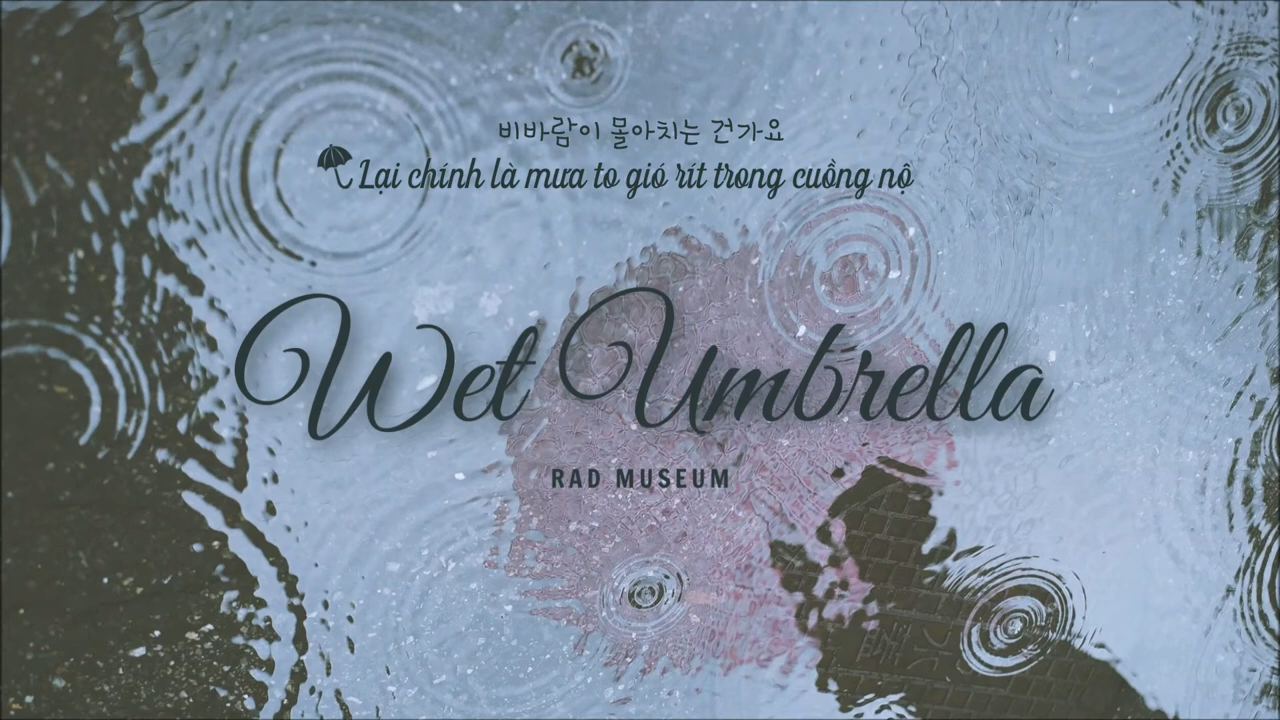 비바람이 몰아치는 건가요
Lại chính là mưa to gió rít trong cuồng nộ
Wet Umbrella
RAD MUSEUM